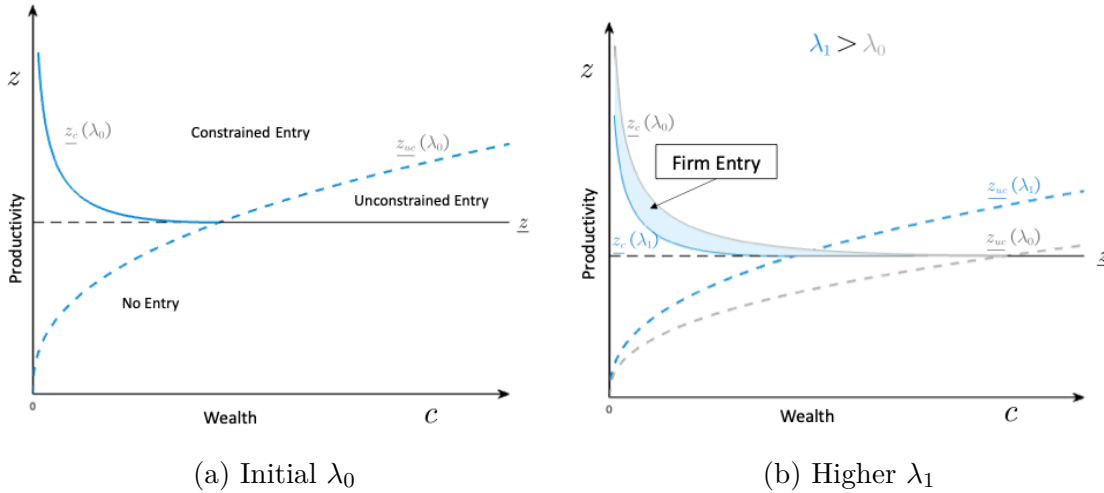 z
z_c(λ_0)
Constrained Entry
z_uc(λ_0)
Unconstrained Entry
z
Productivity
No Entry
0
Wealth
c
(a) Initial λ_0
λ_1 > λ_0
z
z_c(λ_0)
Firm Entry
z_uc(λ_1)
z_c(λ_1)
z_uc(λ_0)
z
Productivity
0
Wealth
c
(b) Higher λ_1